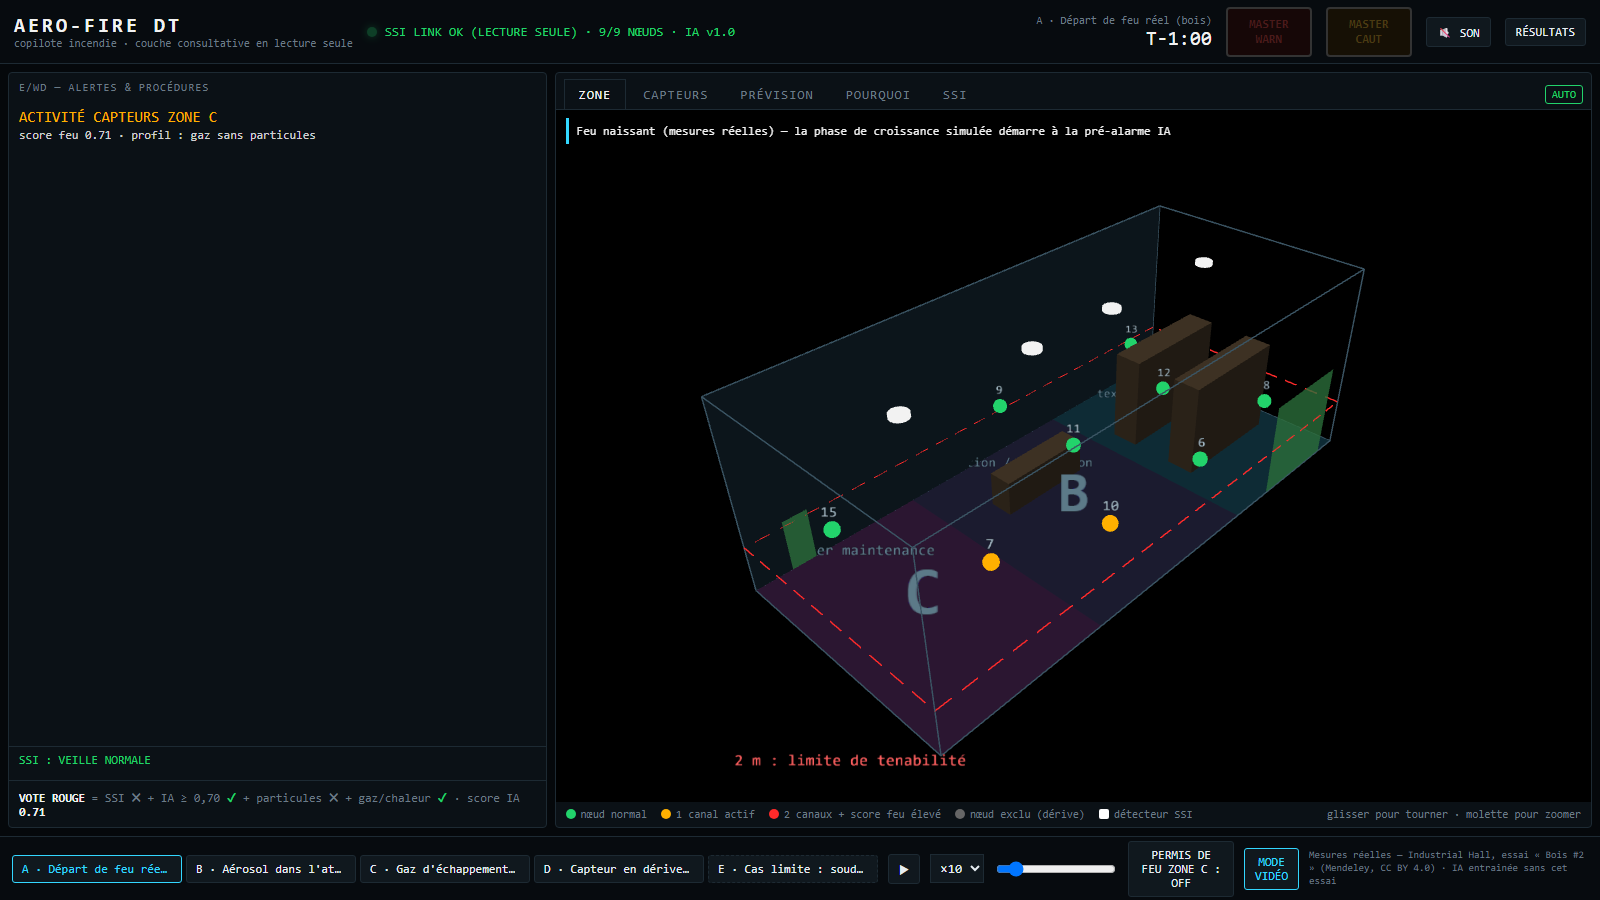 AERO-FIRE DT
copilote incendie · couche consultative en lecture seule
SSI LINK OK (LECTURE SEULE) · 9/9 NŒUDS · IA v1.0
A · Départ de feu réel (bois)
T-1:00
MASTER
WARN
MASTER
CAUT
SON
RÉSULTATS
E/WD — ALERTES & PROCÉDURES
ACTIVITÉ CAPTEURS ZONE C
score feu 0.71 · profil : gaz sans particules
SSI : VEILLE NORMALE
VOTE ROUGE = SSI ✕ + IA ≥ 0,70 ✓ + particules ✕ + gaz/chaleur ✓ · score IA
0.71
ZONE
CAPTEURS
PRÉVISION
POURQUOI
SSI
AUTO
Feu naissant (mesures réelles) — la phase de croissance simulée démarre à la pré-alarme IA
13
12
tex
9
8
11
6
tion /
on
B
10
15
7
er maintenance
C
2 m : limite de tenabilité
nœud normal
1 canal actif
2 canaux + score feu élevé
nœud exclu (dérive)
détecteur SSI
glisser pour tourner · molette pour zoomer
A · Départ de feu rée…
B · Aérosol dans l'at…
C · Gaz d'échappement…
D · Capteur en dérive…
E · Cas limite : soud…
▶
×10
PERMIS DE
FEU ZONE C :
OFF
MODE
VIDÉO
Mesures réelles — Industrial Hall, essai « Bois #2
» (Mendeley, CC BY 4.0) · IA entraînée sans cet
essai